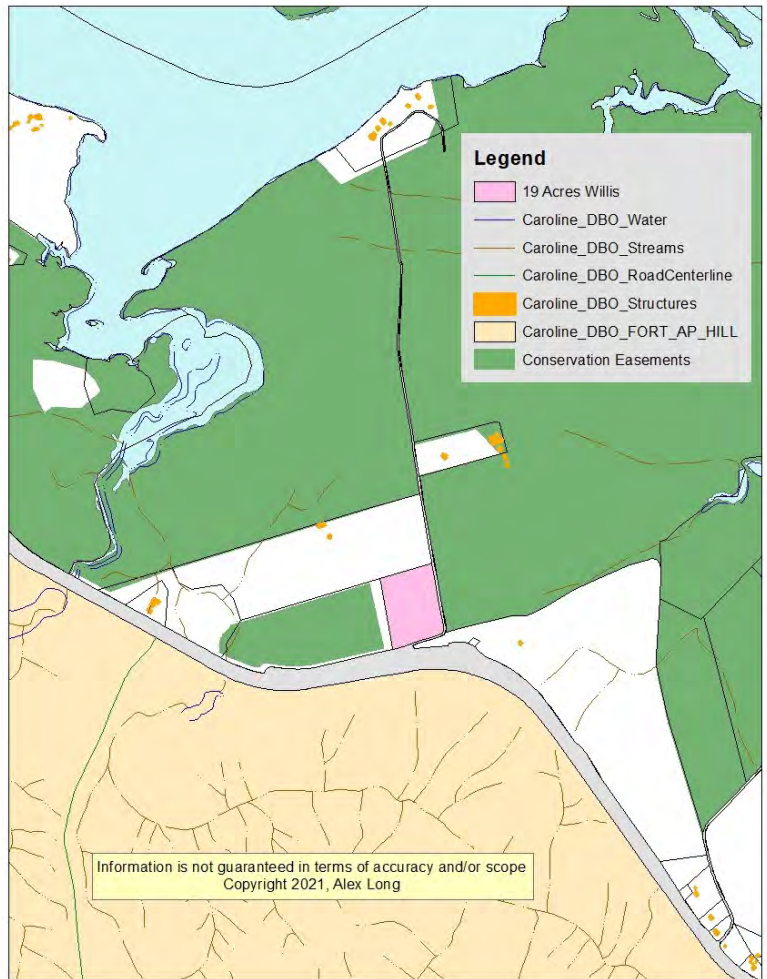 Legend
19 Acres Willis
Caroline_DBO_Water
Caroline_DBO_Streams
Caroline_DBO_RoadCenterline
Caroline_DBO_Structures
Caroline_DBO_FORT_AP_HILL
Conservation Easements
Information is not guaranteed in terms of accuracy and/or scope
Copyright 2021, Alex Long